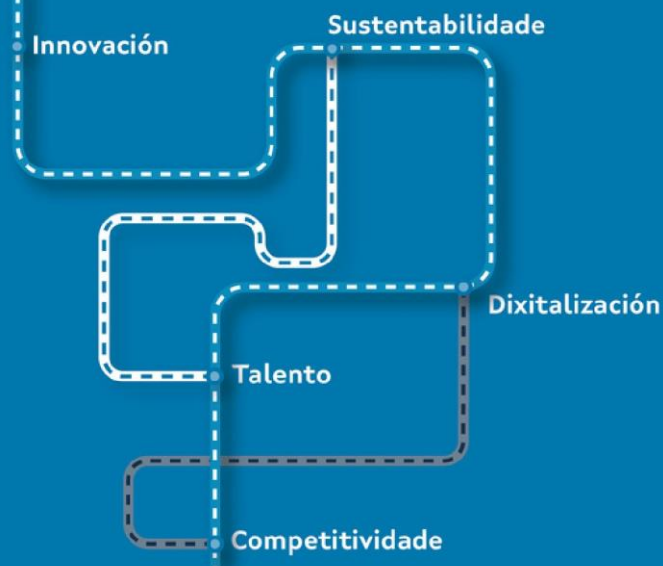 Sustentabilidade
Innovación
Dixitalización
Talento
Competitividade